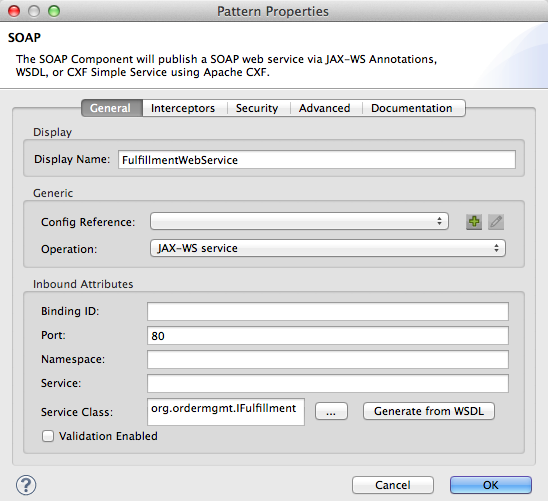 Pattern Properties
SOAP
The SOAP Component will publish a SOAP web service via JAX-WS Annotations,
WSDL, or CXF Simple Service using Apache CXF.
General Interceptors Security Advanced Documentation
Display
Display Name: FulfillmentWebService
Generic
Config Reference:
Operation: JAX-WS service
Inbound Attributes
Binding ID:
Port: 80
Namespace:
Service:
Service Class: org.ordermgmt.IFulfillment ... Generate from WSDL
Validation Enabled
? Cancel OK